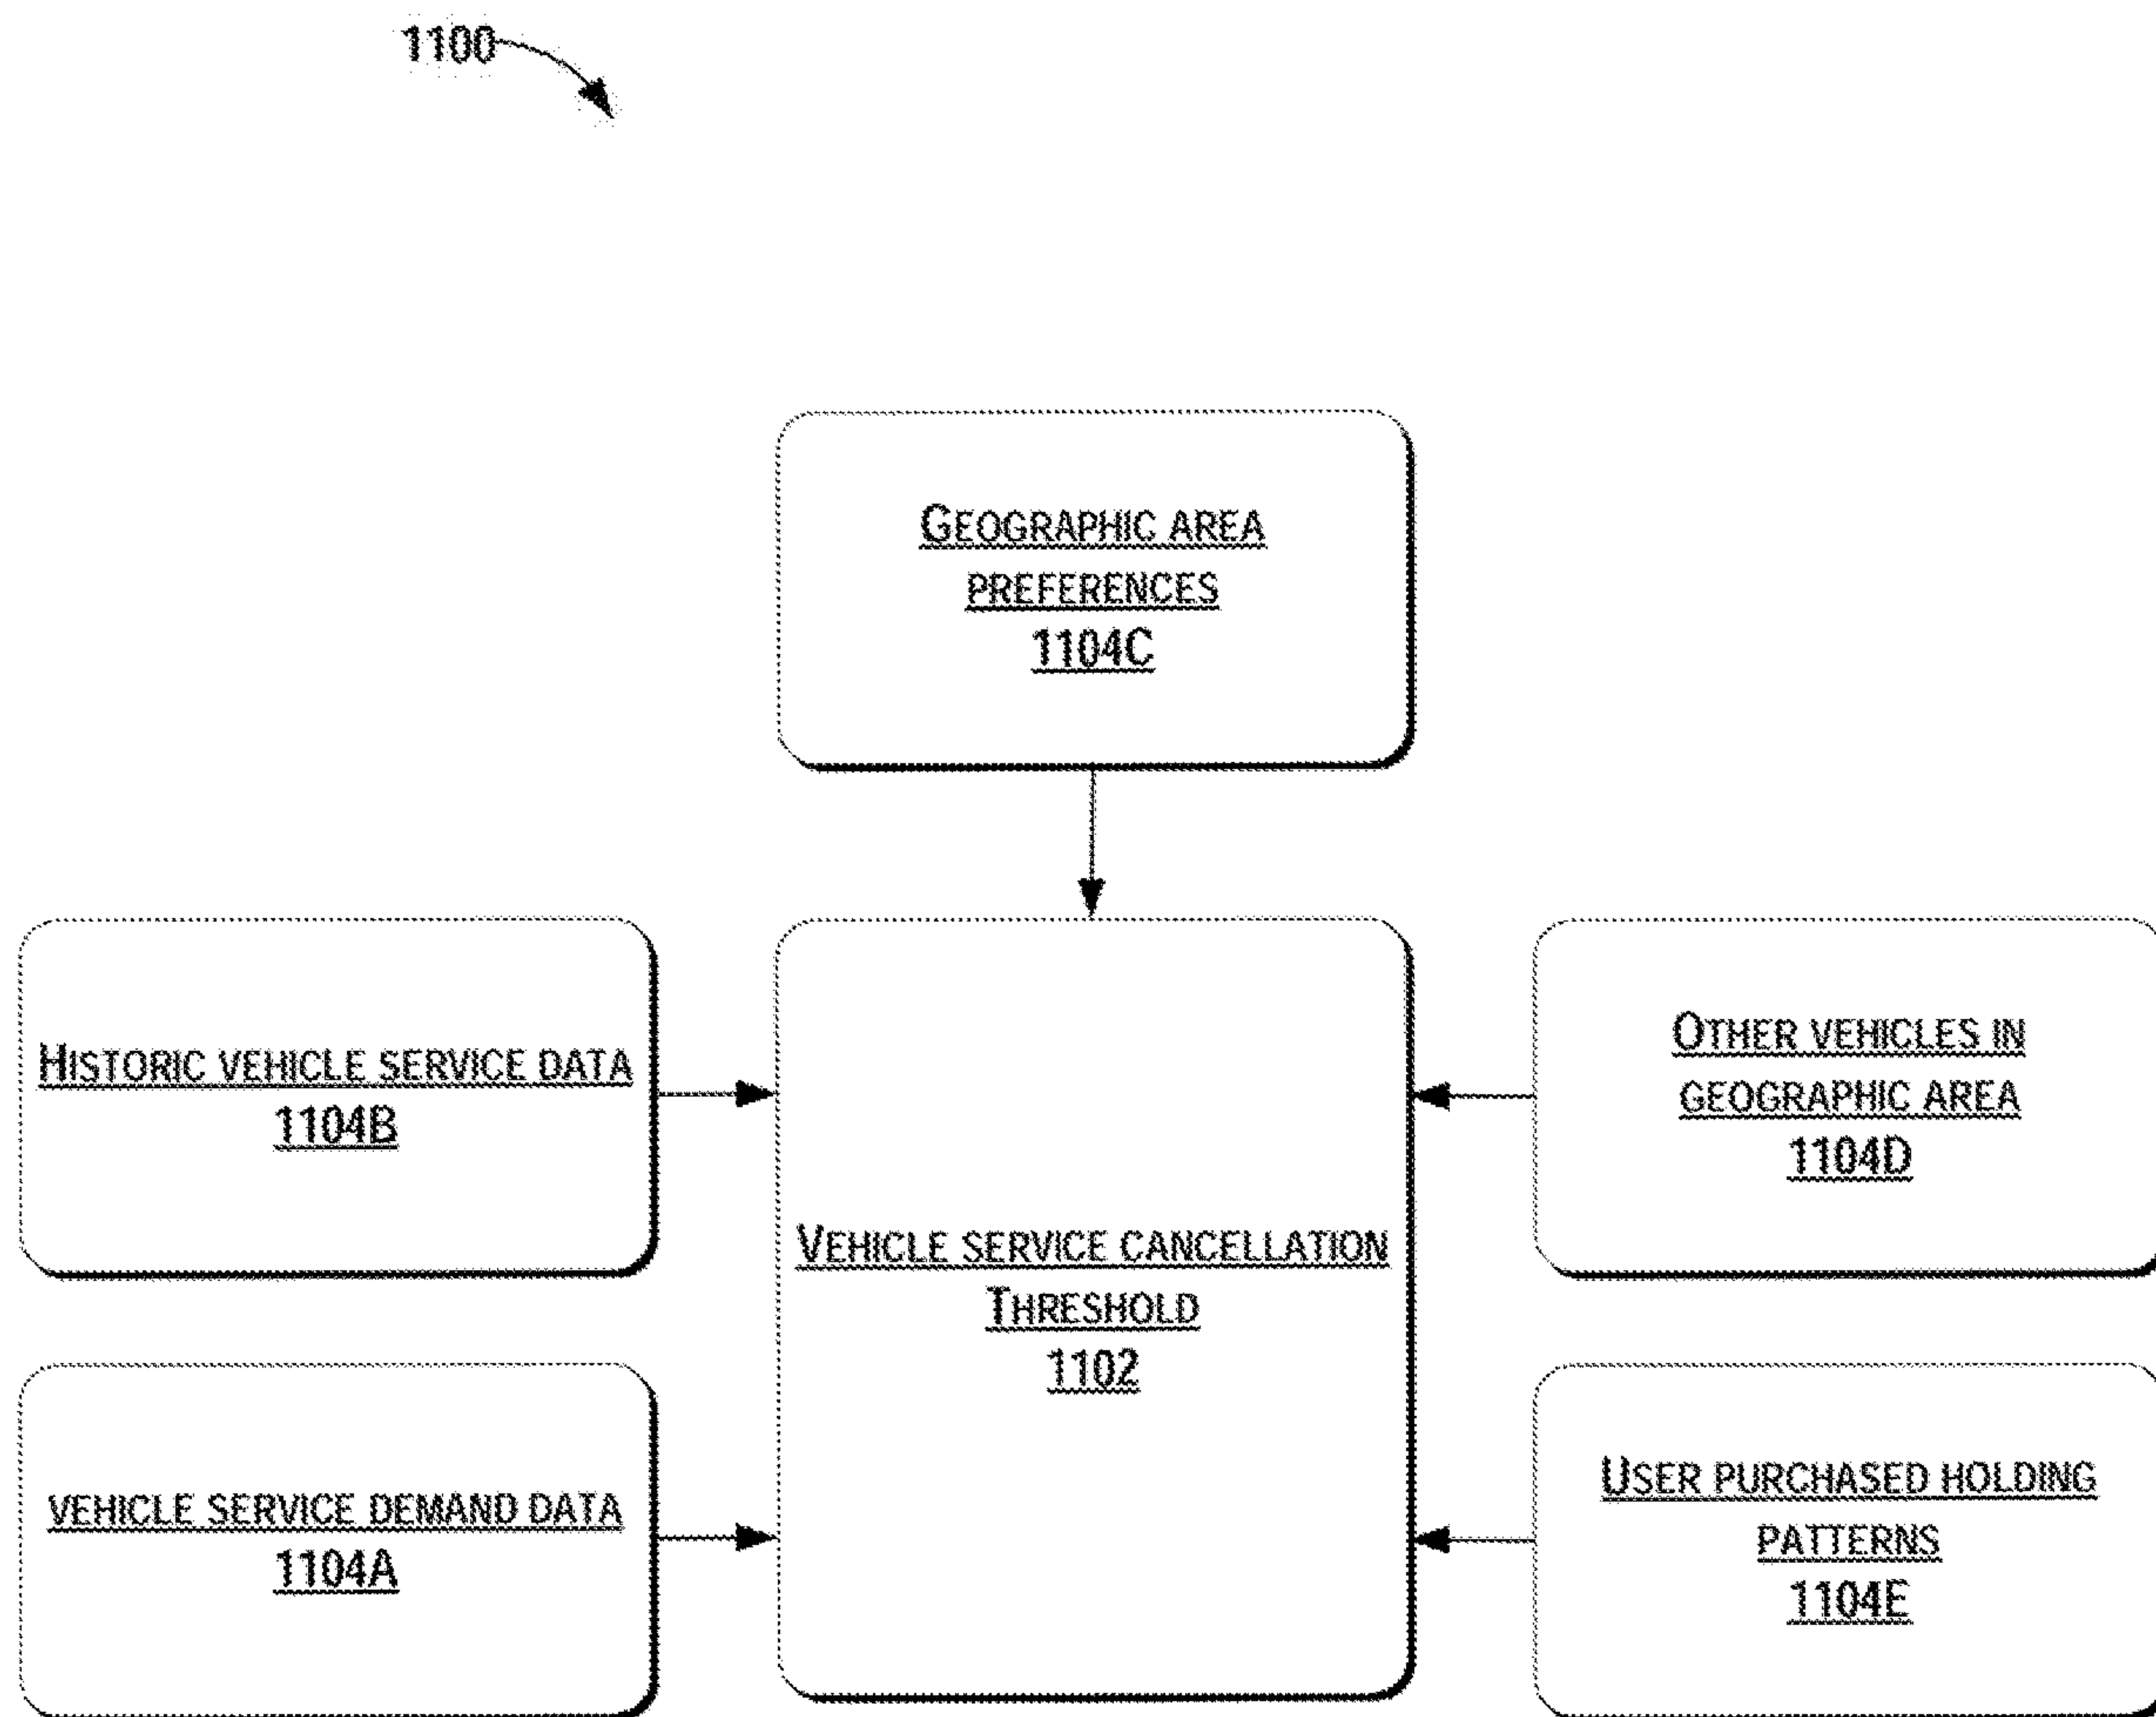 1100
GEOGRAPHIC AREA
PREFERENCES
1104C
HISTORIC VEHICLE SERVICE DATA
1104B
VEHICLE SERVICE CANCELLATION
THRESHOLD
1102
OTHER VEHICLES IN
GEOGRAPHIC AREA
1104D
VEHICLE SERVICE DEMAND DATA
1104A
USER PURCHASED HOLDING
PATTERNS
1104E